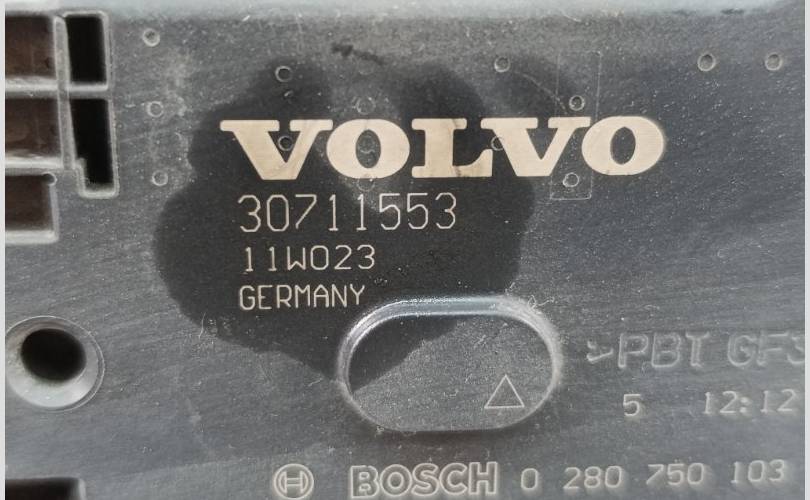 VOLVO
30711553
11W023
GERMANY
>PBT GF3
5 12:12
BOSCH 0 280 750 103